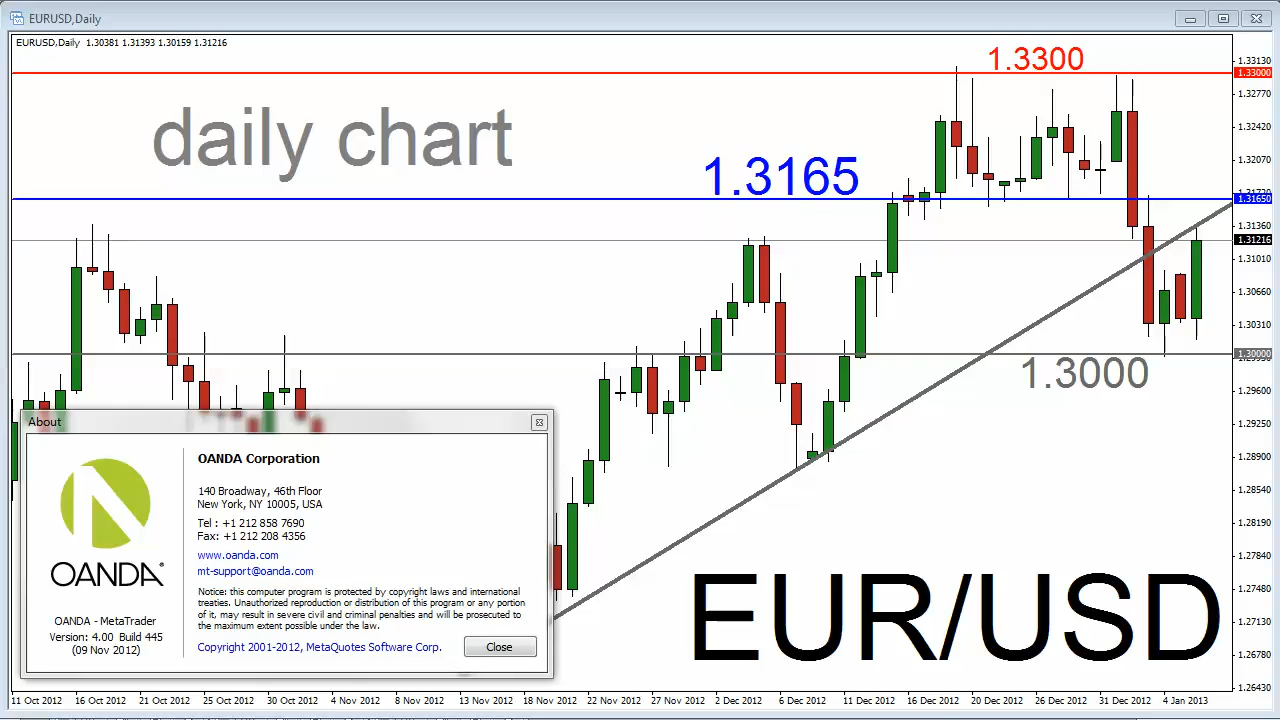 EURUSD,Daily
EURUSD,Daily 1.30381 1.31393 1.30159 1.31216
1.3300
daily chart
1.3165
1.3000
EUR/USD
1.33130
1.33000
1.32770
1.32420
1.32070
1.31650
1.31360
1.31216
1.31010
1.30660
1.30310
1.30000
1.29600
1.29250
1.28900
1.28540
1.28190
1.27840
1.27480
1.27130
1.26780
1.26430
About
OANDA Corporation
140 Broadway, 46th Floor
New York, NY 10005, USA
Tel : +1 212 858 7690
Fax: +1 212 208 4356
www.oanda.com
mt-support@oanda.com
Notice: this computer program is protected by copyright laws and international
treaties. Unauthorized reproduction or distribution of this program or any portion
of it, may result in severe civil and criminal penalties and will be prosecuted to
the maximum extent possible under the law.
Copyright 2001-2012, MetaQuotes Software Corp.
Close
OANDA®
OANDA - MetaTrader
Version: 4.00 Build 445
(09 Nov 2012)
11 Oct 2012 16 Oct 2012 21 Oct 2012 25 Oct 2012 30 Oct 2012 4 Nov 2012 8 Nov 2012 13 Nov 2012 18 Nov 2012 22 Nov 2012 27 Nov 2012 2 Dec 2012 6 Dec 2012 11 Dec 2012 16 Dec 2012 20 Dec 2012 26 Dec 2012 31 Dec 2012 4 Jan 2013